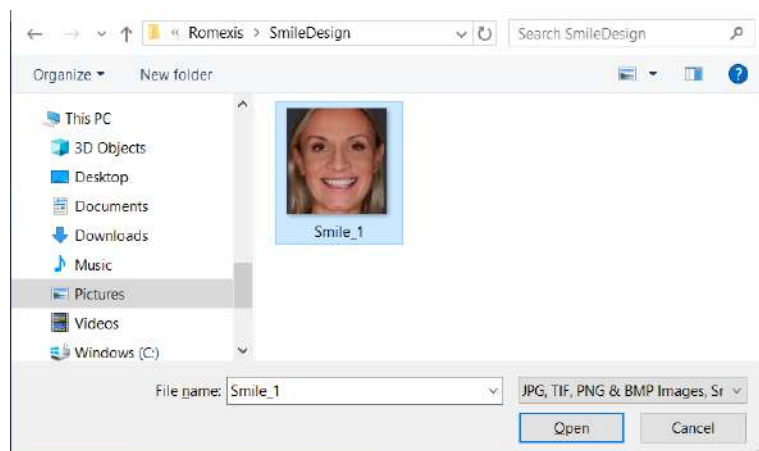 « Romexis > SmileDesign
Search SmileDesign
Organize
New folder
?
This PC
3D Objects
Desktop
Documents
Downloads
Music
Pictures
Videos
Windows (C:)
Smile_1
File name: Smile_1
JPG, TIF, PNG & BMP Images, Sr
Open
Cancel